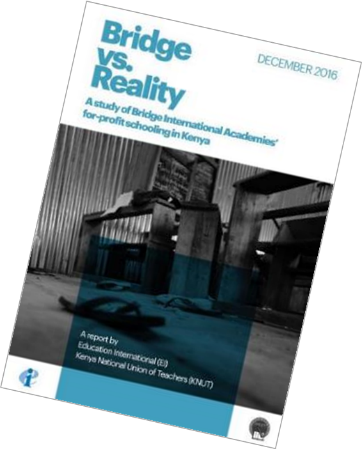 Bridge
vs.
Reality
DECEMBER 2016
A study of Bridge International Academies'
for-profit schooling in Kenya
A report by
Education International (EI)
Kenya National Union of Teachers (KNUT)